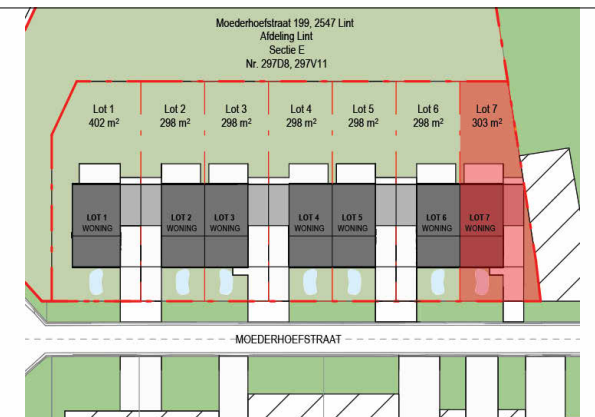 Moederhoefstraat 199, 2547 Lint
Afdeling Lint
Sectie E
Nr. 297D8, 297V11
Lot 1
402 m²
Lot 2
298 m²
Lot 3
298 m²
Lot 4
298 m²
Lot 5
298 m²
Lot 6
298 m²
Lot 7
303 m²
LOT 1
WONING
LOT 2
WONING
LOT 3
WONING
LOT 4
WONING
LOT 5
WONING
LOT 6
WONING
LOT 7
WONING
MOEDERHOEFSTRAAT